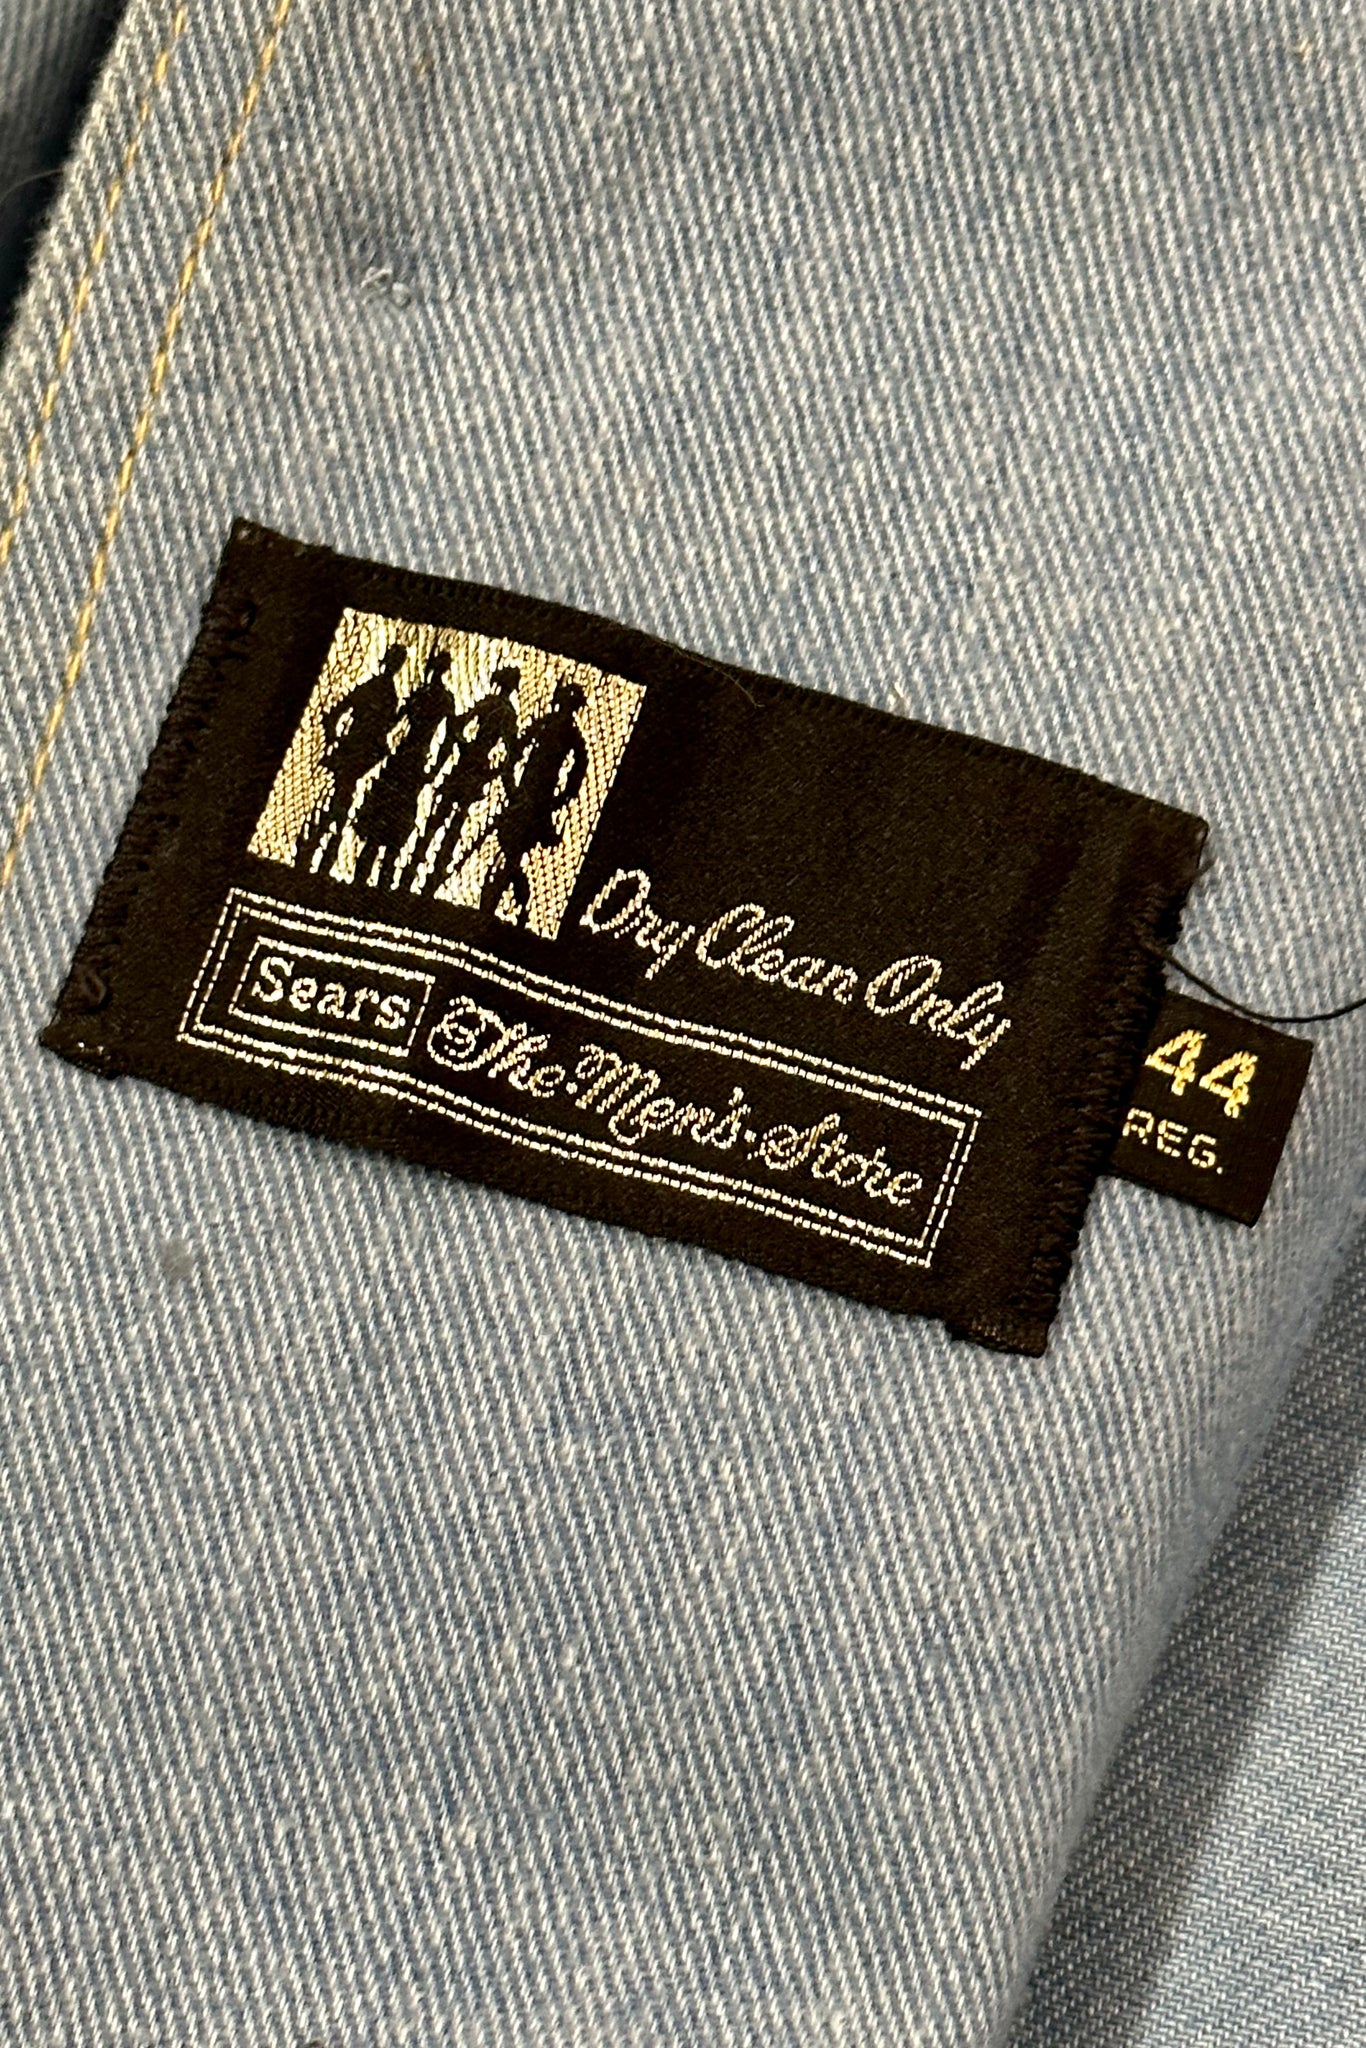 Dry Clean Only
Sears The Men's Store
44
REG.